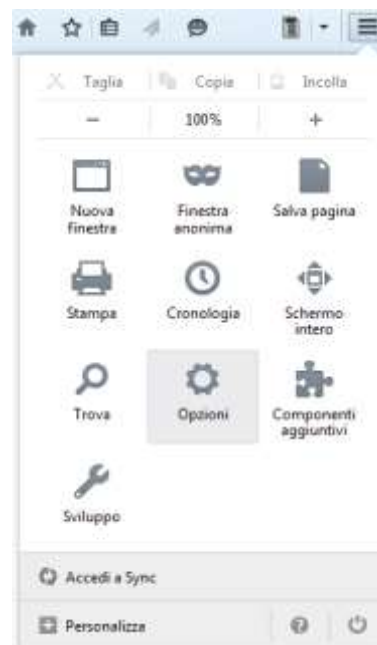 Taglia Copia Incolla
− 100% +
Nuova finestra
Finestra anonima
Salva pagina
Stampa
Cronologia
Schermo intero
Trova
Opzioni
Componenti aggiuntivi
Sviluppo
Accedi a Sync
Personalizza